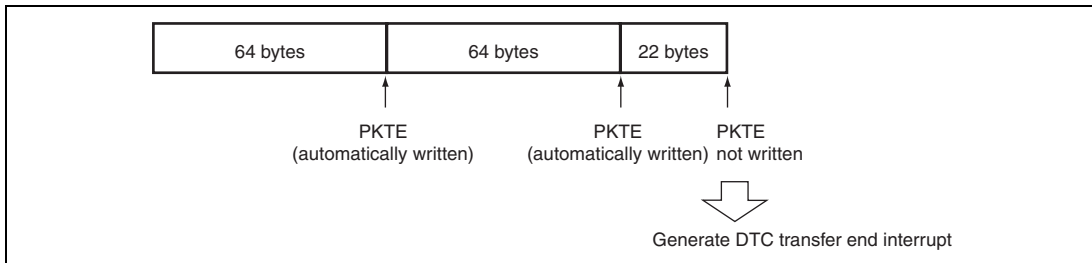 64 bytes 64 bytes 22 bytes
PKTE PKTE PKTE
(automatically written) (automatically written) not written
Generate DTC transfer end interrupt